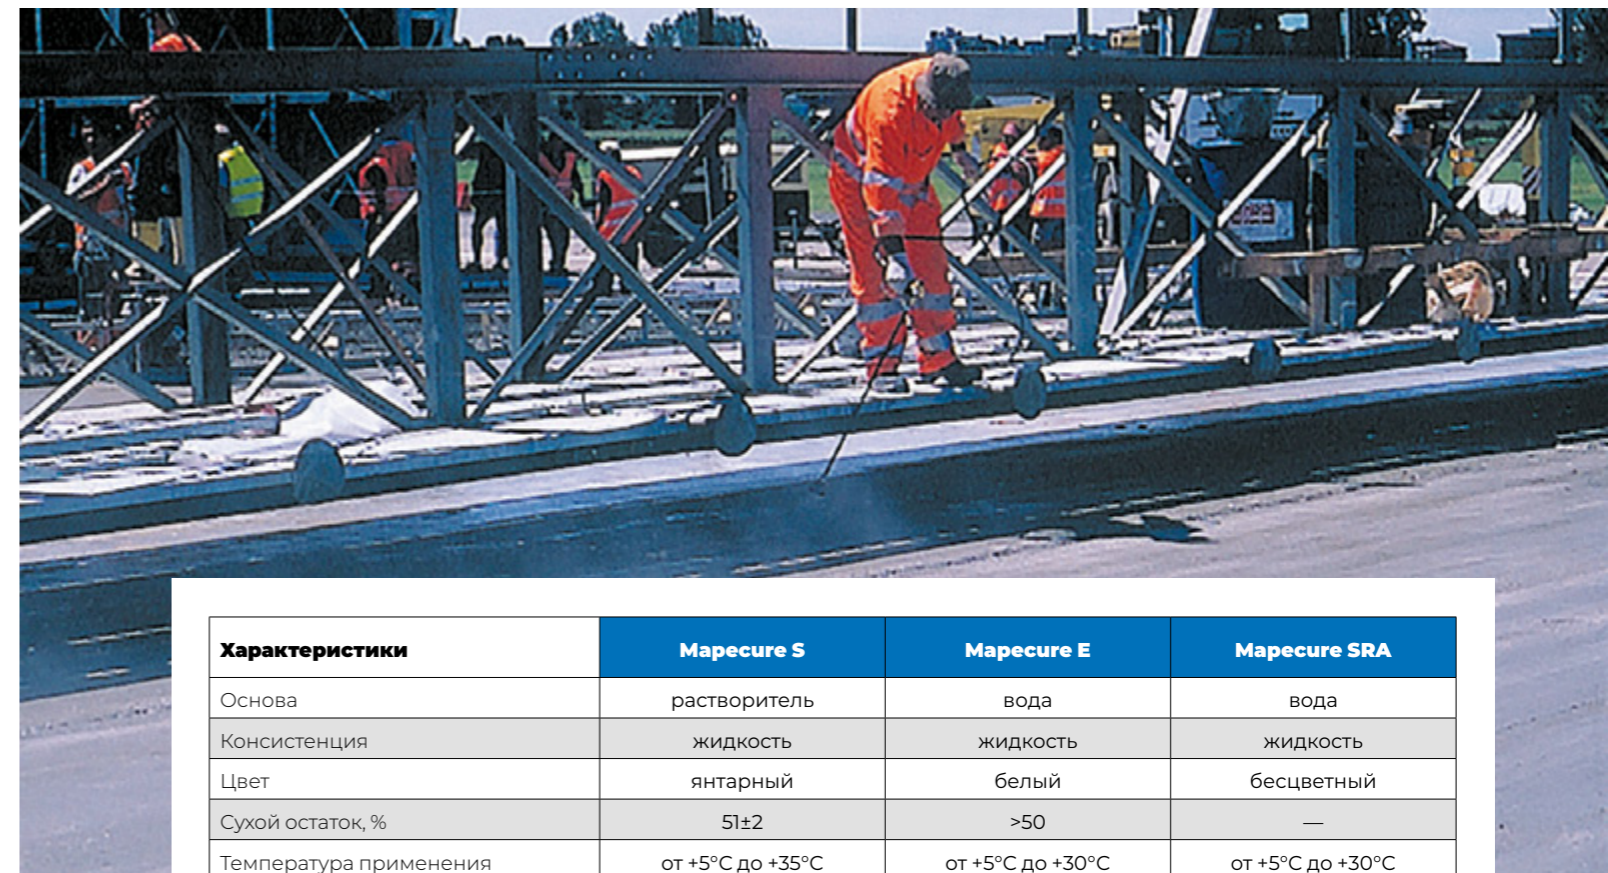 Характеристики Mapecure S Mapecure E Mapecure SRA
Основа растворитель вода вода
Консистенция жидкость жидкость жидкость
Цвет янтарный белый бесцветный
Сухой остаток, % 51±2 >50 —
Температура применения от +5°C до +35°C от +5°C до +30°C от +5°C до +30°C